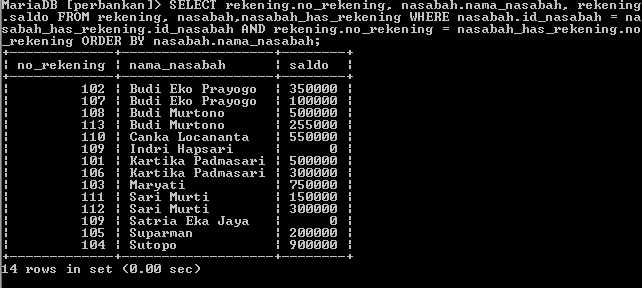 MariaDB [perbankan]> SELECT rekening.no_rekening, nasabah.nama_nasabah, rekening
.saldo FROM rekening, nasabah,nasabah_has_rekening WHERE nasabah.id_nasabah = na
sabah_has_rekening.id_nasabah AND rekening.no_rekening = nasabah_has_rekening.no
_rekening ORDER BY nasabah.nama_nasabah;
+-------------+------------------+--------+
| no_rekening | nama_nasabah     | saldo  |
+-------------+------------------+--------+
|         102 | Budi Eko Prayogo | 350000 |
|         107 | Budi Eko Prayogo | 100000 |
|         108 | Budi Murtono     | 500000 |
|         113 | Budi Murtono     | 255000 |
|         110 | Canka Locananta  | 550000 |
|         109 | Indri Hapsari    |      0 |
|         101 | Kartika Padmasari | 500000 |
|         106 | Kartika Padmasari | 300000 |
|         103 | Maryati          | 750000 |
|         111 | Sari Murti       | 150000 |
|         112 | Sari Murti       | 300000 |
|         109 | Satria Eka Jaya  |      0 |
|         105 | Suparman         | 200000 |
|         104 | Sutopo           | 900000 |
+-------------+------------------+--------+
14 rows in set (0.00 sec)